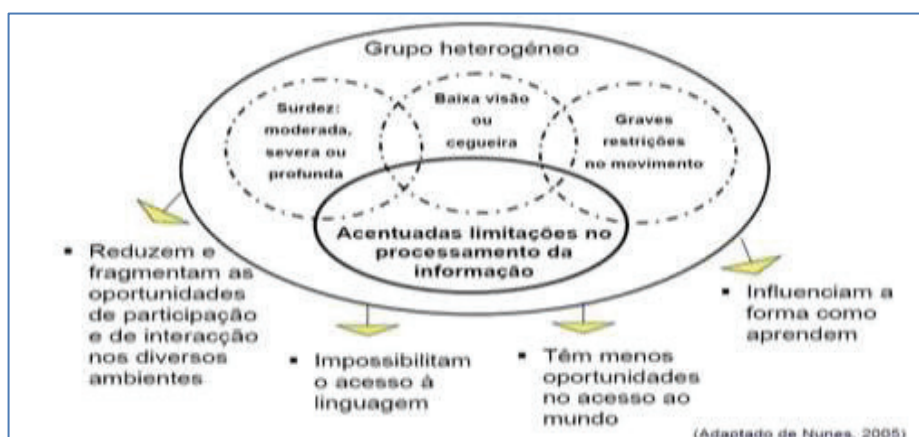 Grupo heterogéneo
Surdez:
moderada,
severa ou
profunda
Baixa visão
ou
cegueira
Graves
restrições
no movimento
Acentuadas limitações no
processamento da
informação
▪ Reduzem e
fragmentam as
oportunidades
de participação
e de interacção
nos diversos
ambientes
▪ Impossibilitam
o acesso à
linguagem
▪ Têm menos
oportunidades
no acesso ao
mundo
▪ Influenciam a
forma como
aprendem
(Adaptado de Nunes, 2005)